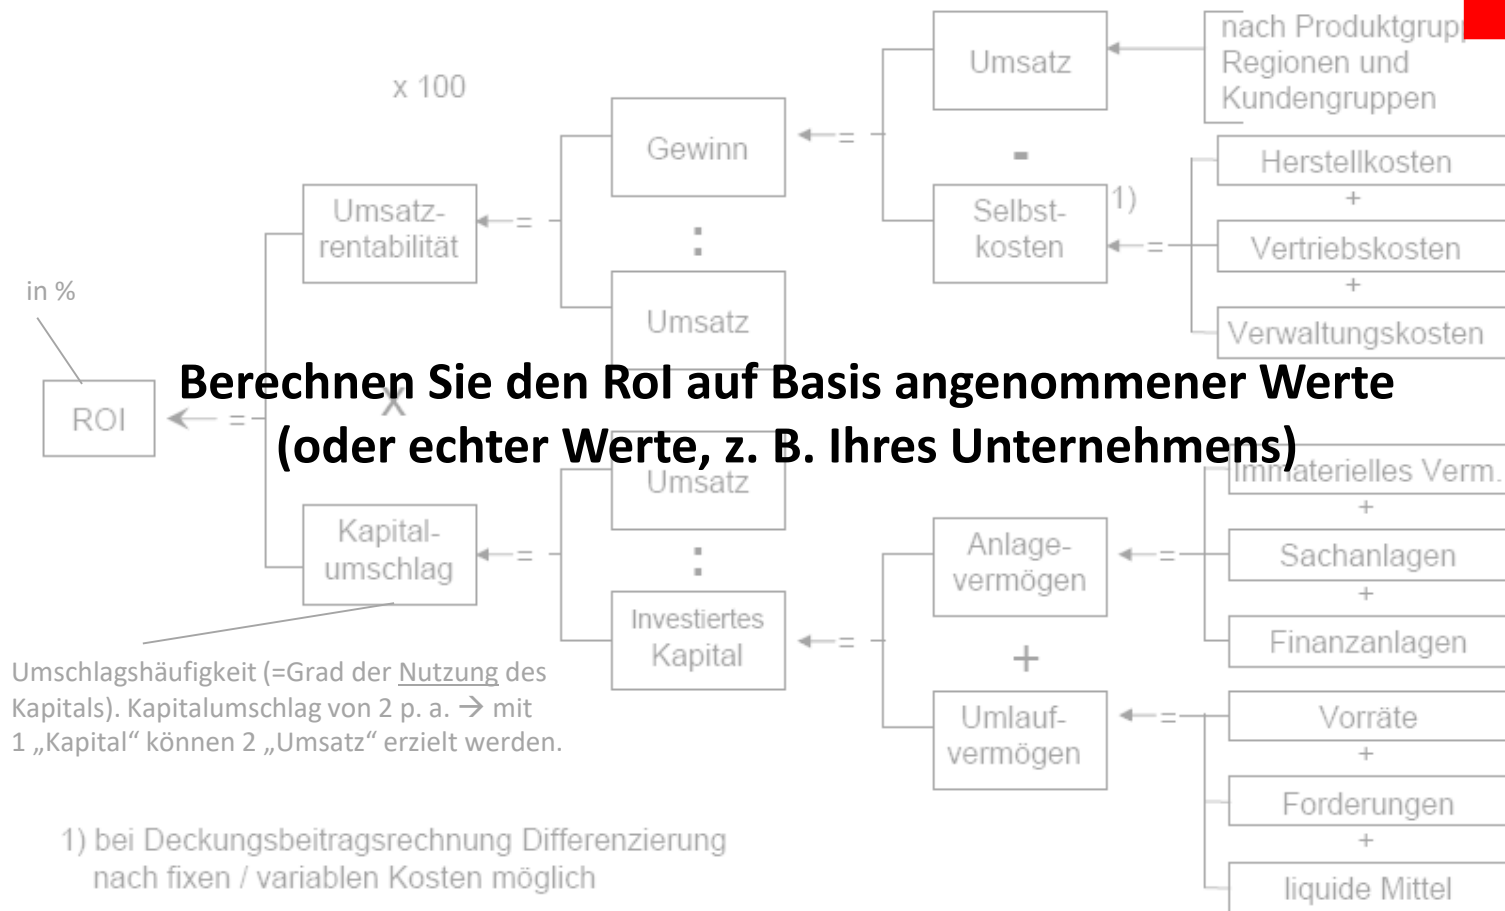 nach Produktgrupp
Regionen und
Kundengruppen
Umsatz
x 100
Gewinn
=
-
Herstellkosten
+
Umsatz-
rentabilität
=
:
Selbst-
kosten
1)
=
Vertriebskosten
+
in %
Umsatz
Verwaltungskosten
Berechnen Sie den RoI auf Basis angenommener Werte
(oder echter Werte, z. B. Ihres Unternehmens)
ROI
=
x
Umsatz
Immaterielles Verm.
+
Kapital-
umschlag
=
:
Anlage-
vermögen
=
Sachanlagen
+
Investiertes
Kapital
=
+
Finanzanlagen
Umschlagshäufigkeit (=Grad der Nutzung des
Kapitals). Kapitalumschlag von 2 p. a. → mit
1 „Kapital“ können 2 „Umsatz“ erzielt werden.
Umlauf-
vermögen
=
Vorräte
+
Forderungen
+
liquide Mittel
1) bei Deckungsbeitragsrechnung Differenzierung
nach fixen / variablen Kosten möglich